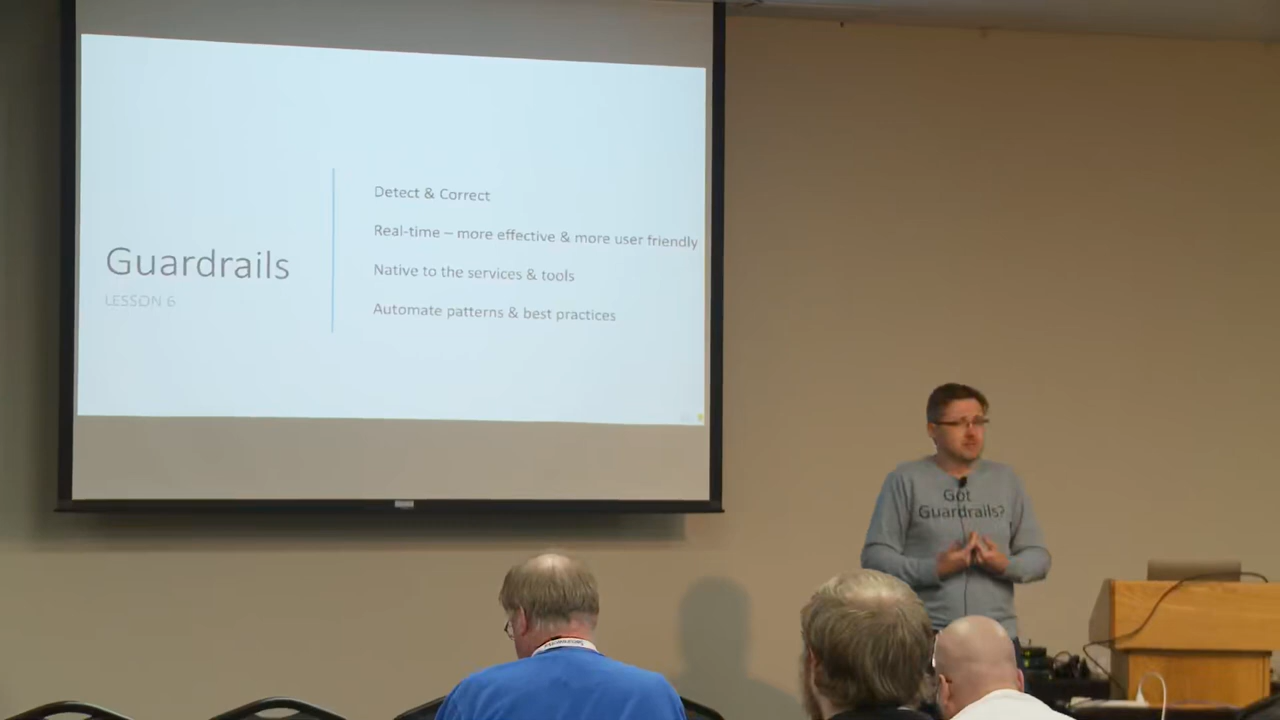 Guardrails
LESSON 6
Detect & Correct
Real-time – more effective & more user friendly
Native to the services & tools
Automate patterns & best practices
Got
Guardrails?